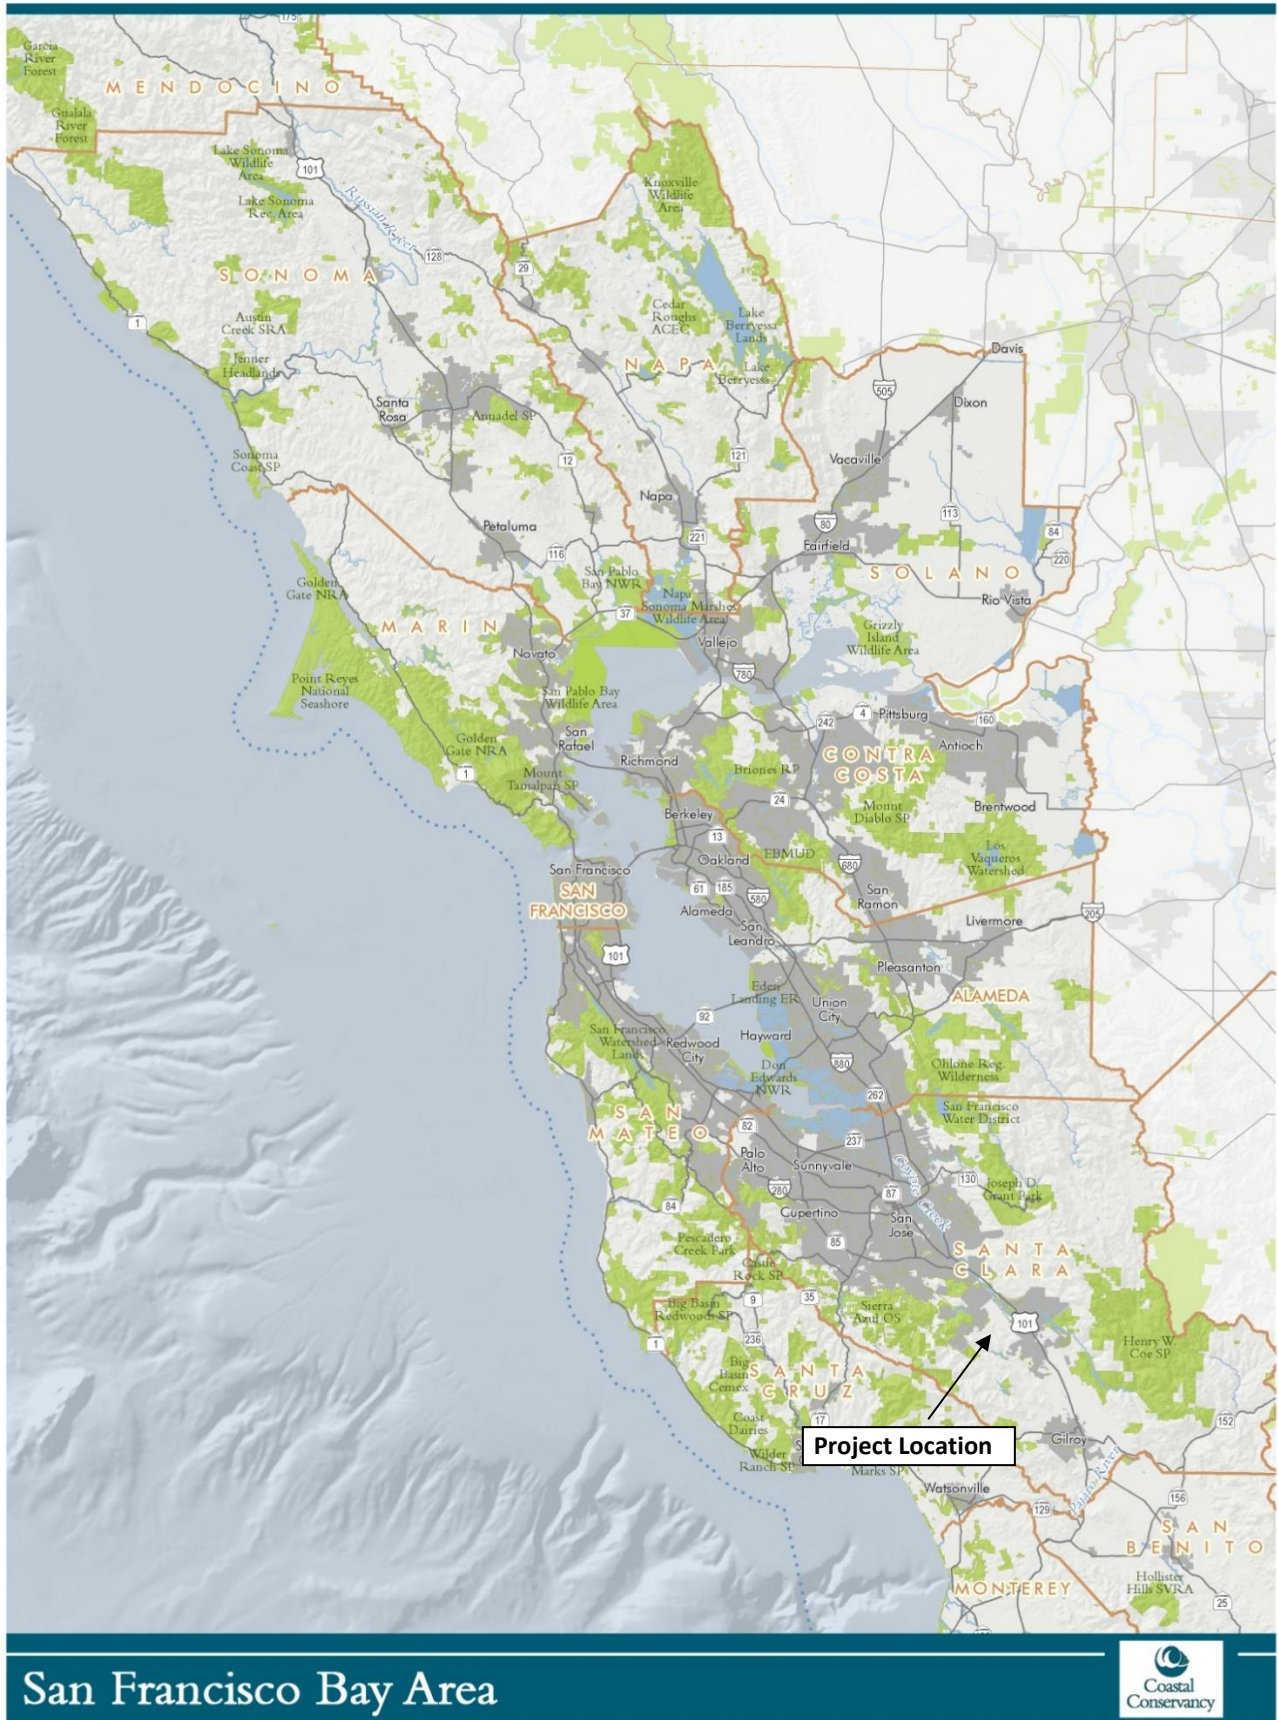 175
Garcia
River
Forest
MENDOCINO
Gualala
River
Forest
Lake Sonoma
Wildlife
Area
101
Lake Sonoma
Rec. Area
Russian River
Knoxville
Wildlife
Area
128
29
SONOMA
1
Austin
Creek SRA
Cedar
Roughs
ACEC
Lake
Berryessa
Lands
Jenner
Headlands
NAPA
Lake
Berryessa
Davis
505
Dixon
Santa
Rosa
Annadel SP
Sonoma
Coast SP
12
121
Vacaville
Napa
113
80
84
Petaluma
221
Fairfield
116
220
San Pablo
Bay NWR
SOLANO
Golden
Gate NRA
Napa
Sonoma Marshes
Wildlife Area
Rio Vista
37
MARIN
Vallejo
Grizzly
Island
Wildlife Area
Novato
780
Point Reyes
National
Seashore
San Pablo Bay
Wildlife Area
4
Pittsburg
242
160
San
Rafael
Golden
Gate NRA
Antioch
Richmond
CONTRA
COSTA
Briones RP
1
Mount
Tamalpais SP
24
Mount
Diablo SP
Brentwood
Berkeley
13
Los
Vaqueros
Watershed
Oakland
EBMUD
680
San Francisco
61
185
580
San
Ramon
SAN
FRANCISCO
Alameda
205
Livermore
San
Leandro
101
Pleasanton
Eden
Landing ER
ALAMEDA
Union
City
92
Hayward
San Francisco
Watershed
Lands
Redwood
City
880
Don
Edwards
NWR
Ohlone Reg.
Wilderness
262
SAN
MATEO
San Francisco
Water District
82
237
Palo
Alto
Sunnyvale
Coyote Creek
130
Joseph D.
Grant Park
280
87
84
Cupertino
San
Jose
85
Pescadero
Creek Park
SANTA
CLARA
Castle
Rock SP
9
35
Big Basin
Redwoods SP
Sierra
Azul OS
101
236
1
Henry W.
Coe SP
Big
Basin
Cemex
SANTA
CRUZ
Coast
Dairies
17
152
Project Location
Gilroy
Wilder
Ranch SP
Marks SP
Pajaro River
Watsonville
129
156
SAN
BENITO
Hollister
Hills SVRA
MONTEREY
25
San Francisco Bay Area
Coastal
Conservancy